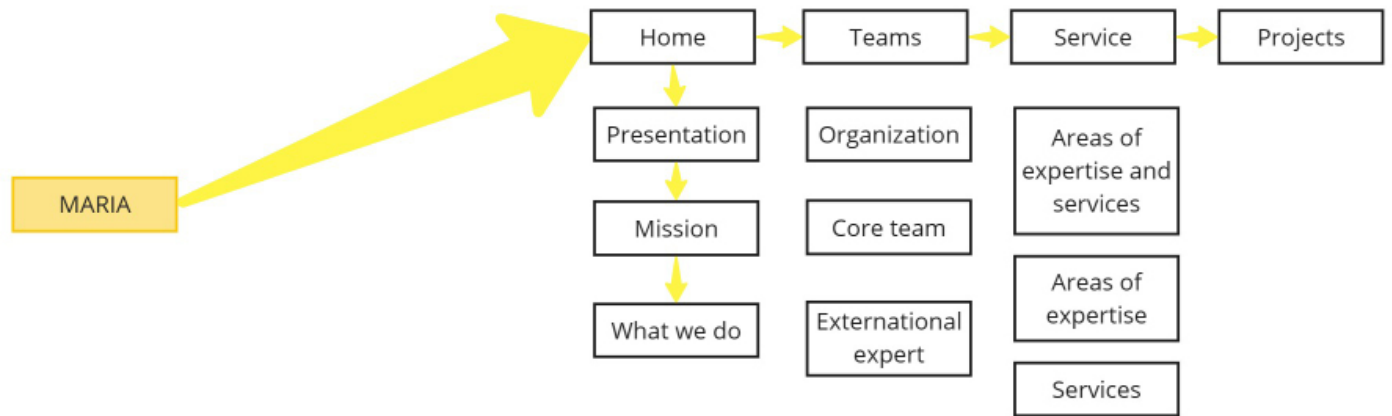 Home
Teams
Service
Projects
Presentation
Organization
Areas of
expertise and
services
MARIA
Mission
Core team
Areas of
expertise
What we do
Externational
expert
Services